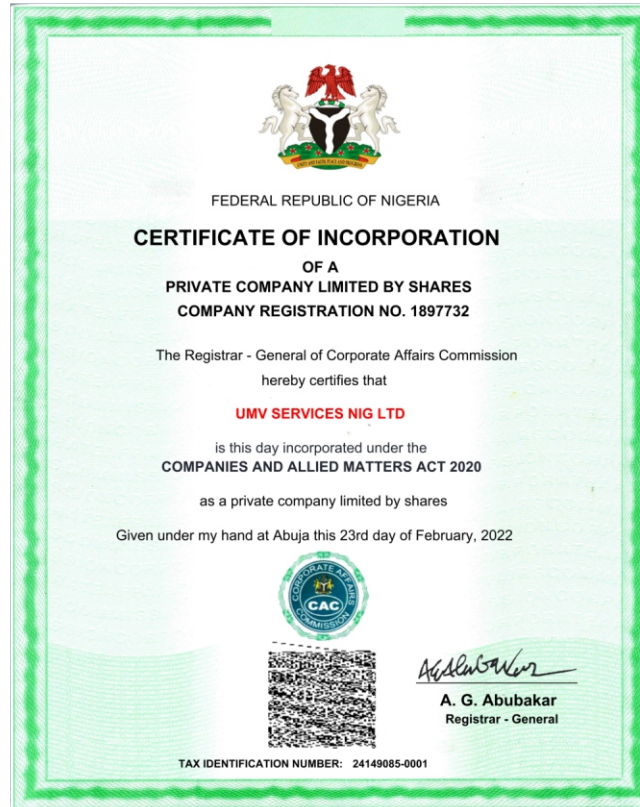 FEDERAL REPUBLIC OF NIGERIA
CERTIFICATE OF INCORPORATION
OF A
PRIVATE COMPANY LIMITED BY SHARES
COMPANY REGISTRATION NO. 1897732
The Registrar - General of Corporate Affairs Commission
hereby certifies that
UMV SERVICES NIG LTD
is this day incorporated under the
COMPANIES AND ALLIED MATTERS ACT 2020
as a private company limited by shares
Given under my hand at Abuja this 23rd day of February, 2022
CORPORATE AFFAIRS
CAC
COMMISSION
A. G. Abubakar
Registrar - General
TAX IDENTIFICATION NUMBER: 24149085-0001